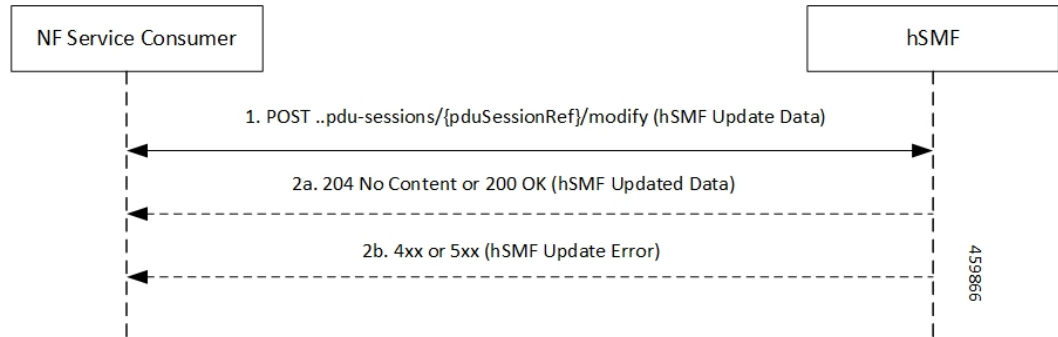 NF Service Consumer
hSMF
1. POST ..pdu-sessions/{pduSessionRef}/modify (hSMF Update Data)
2a. 204 No Content or 200 OK (hSMF Updated Data)
2b. 4xx or 5xx (hSMF Update Error)
459866